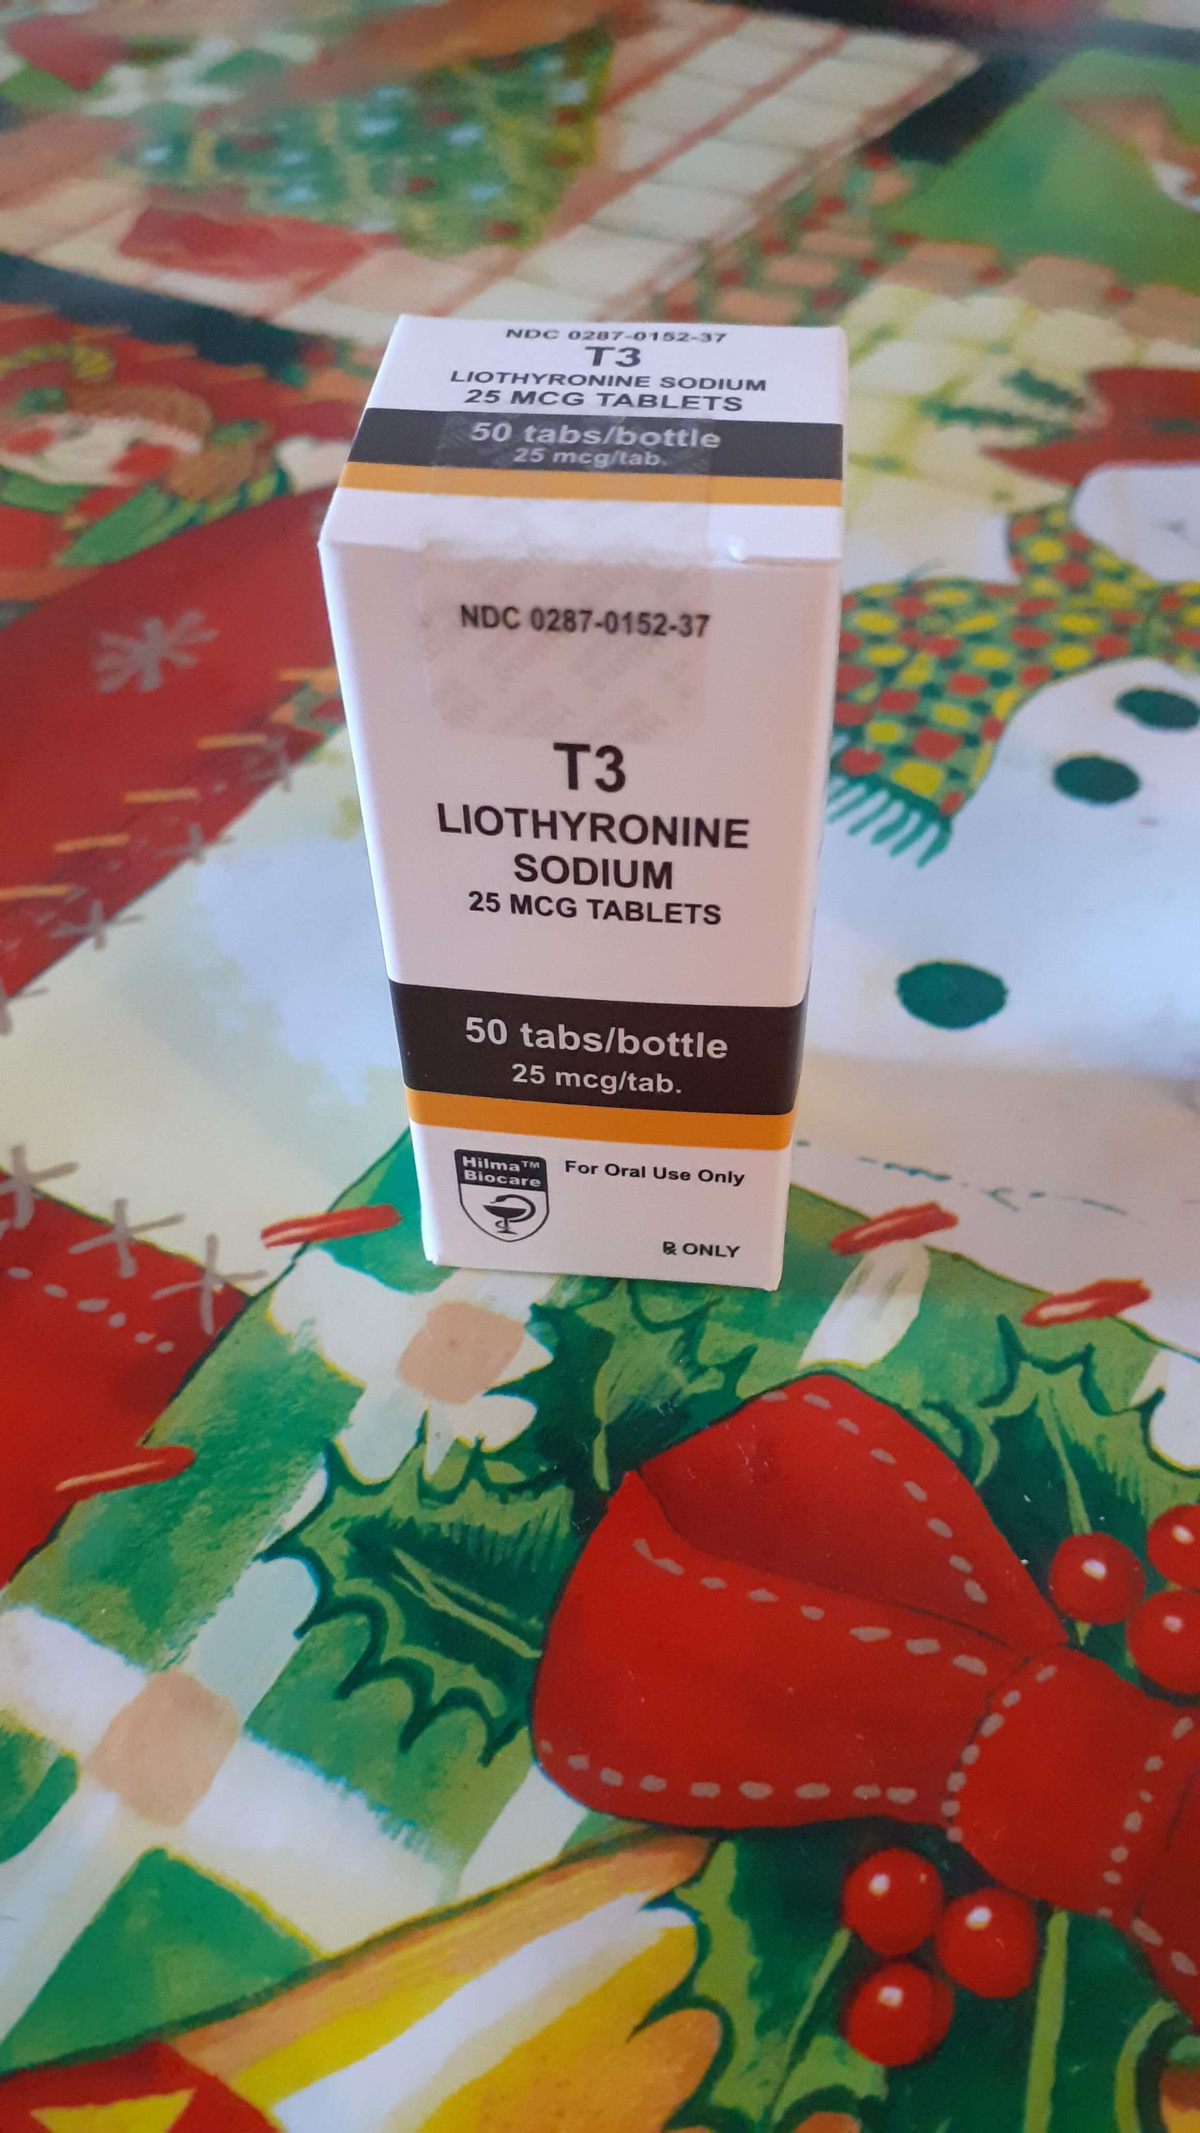 NDC 0287-0152-37
T3
LIOTHYRONINE SODIUM
25 MCG TABLETS
50 tabs/bottle
25 mcg/tab.
NDC 0287-0152-37
T3
LIOTHYRONINE
SODIUM
25 MCG TABLETS
50 tabs/bottle
25 mcg/tab.
Hilma™
Biocare
For Oral Use Only
℞ ONLY